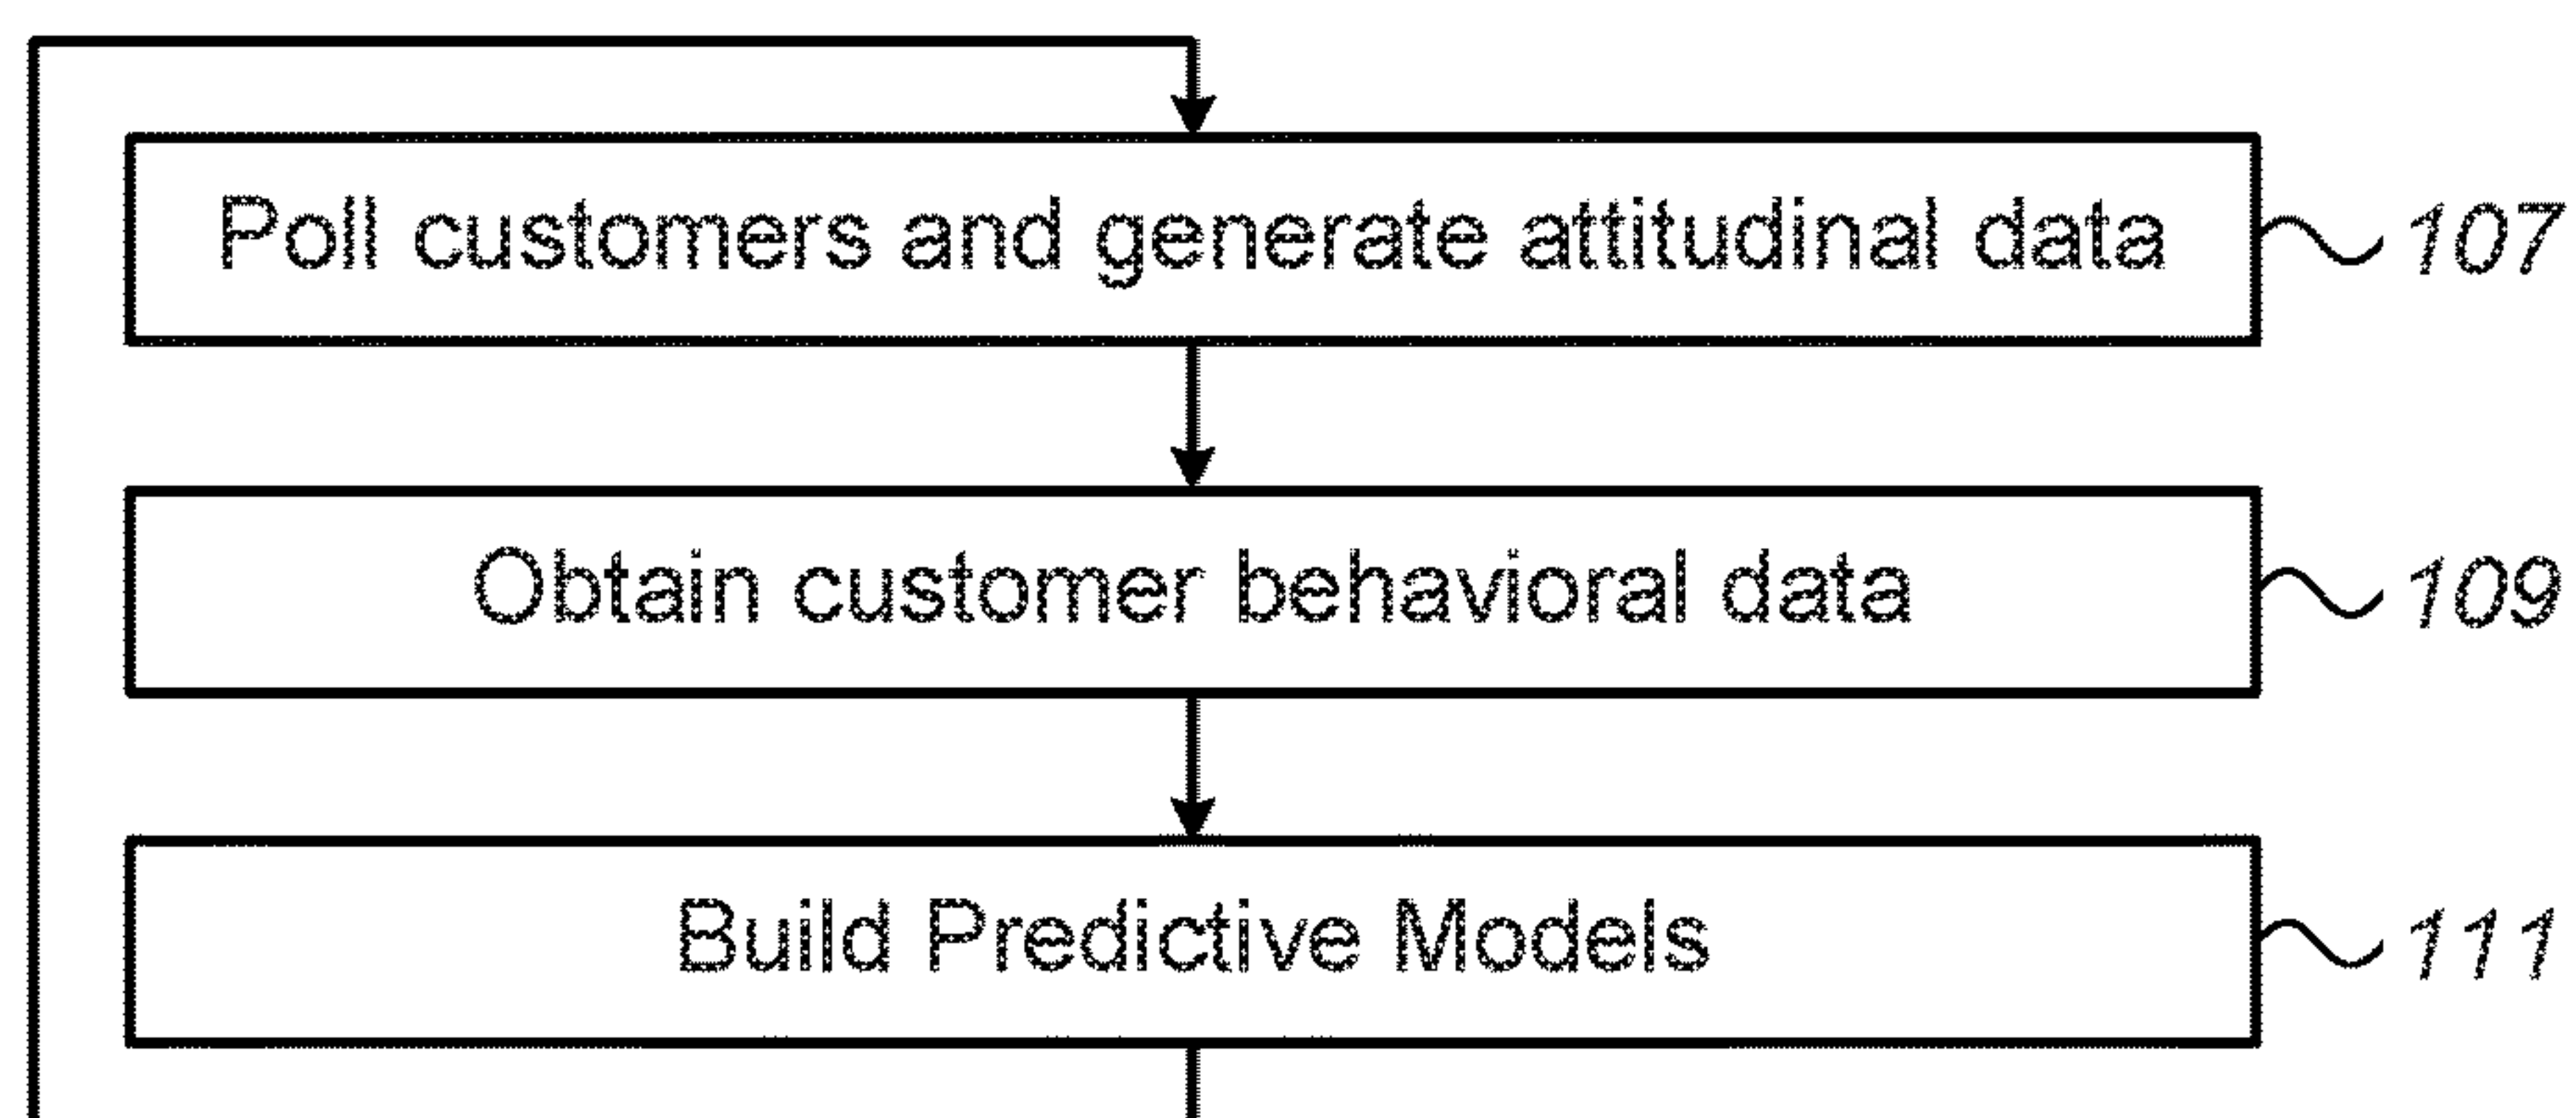 Poll customers and generate attitudinal data 107
Obtain customer behavioral data 109
Build Predictive Models 111